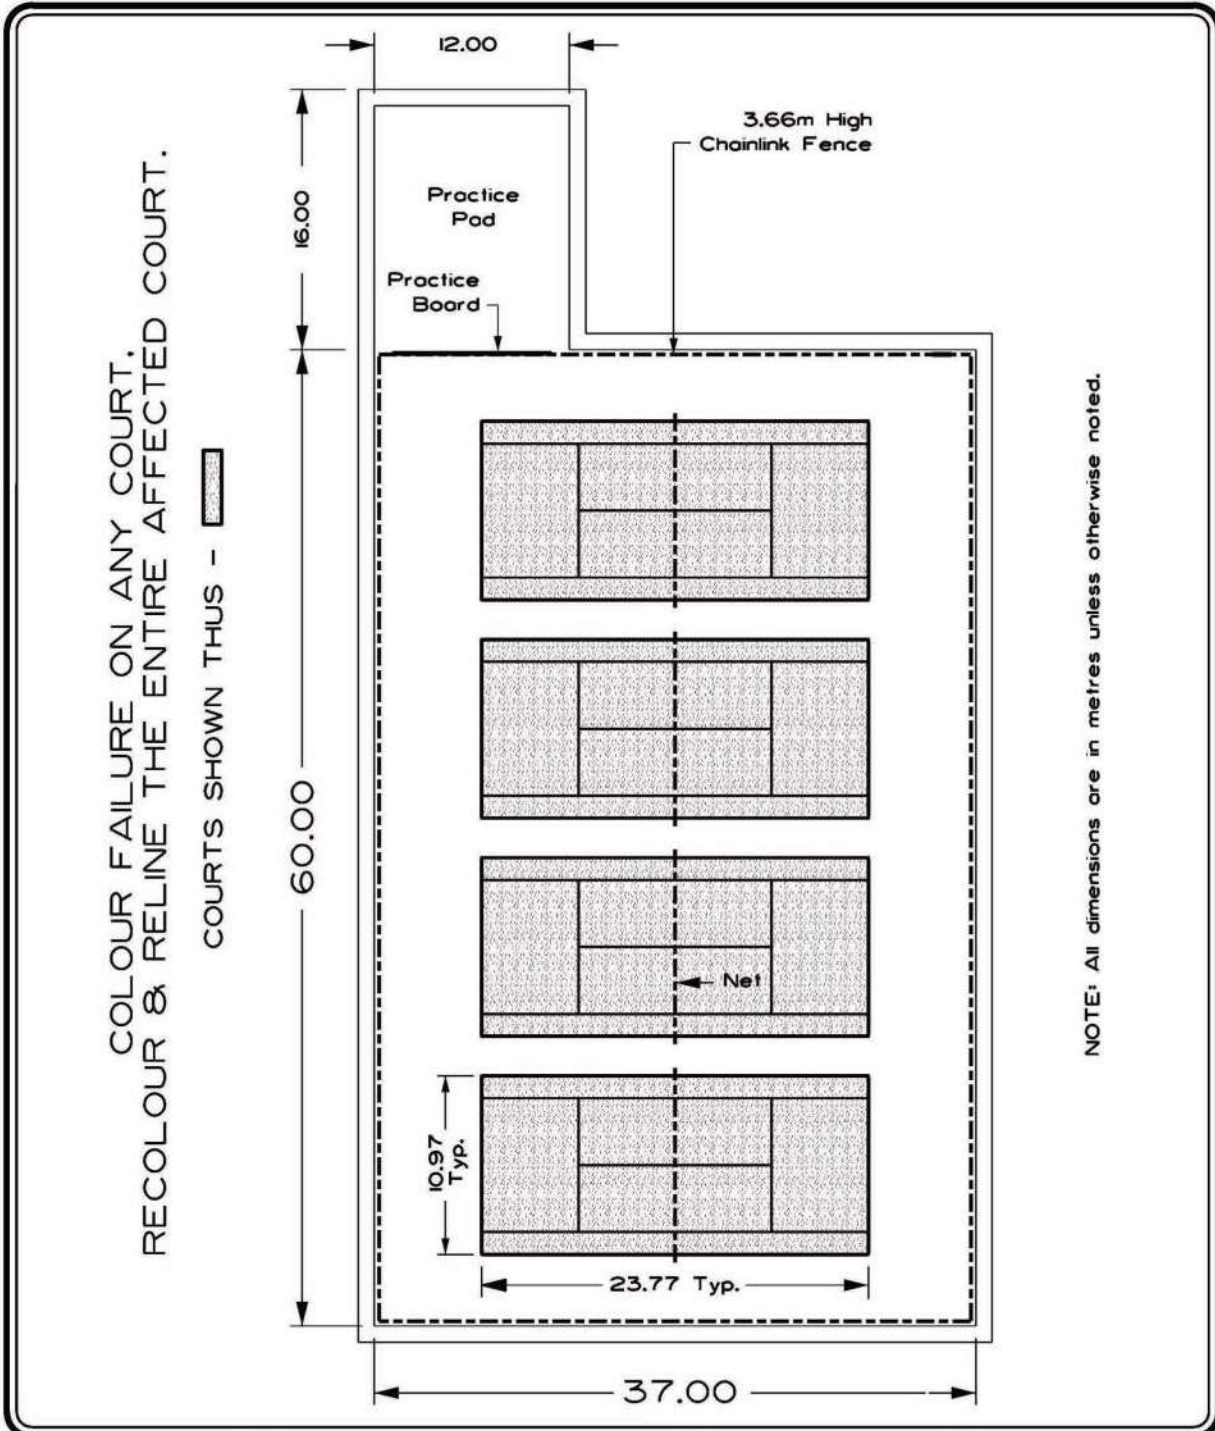 12.00
3.66m High
Chainlink Fence
16.00
Practice
Pad
Practice
Board
COLOUR FAILURE ON ANY COURT.
RECOLOUR & RELINE THE ENTIRE AFFECTED COURT.
COURTS SHOWN THUS -
60.00
Net
10.97
Typ.
23.77 Typ.
37.00
NOTE: All dimensions are in metres unless otherwise noted.